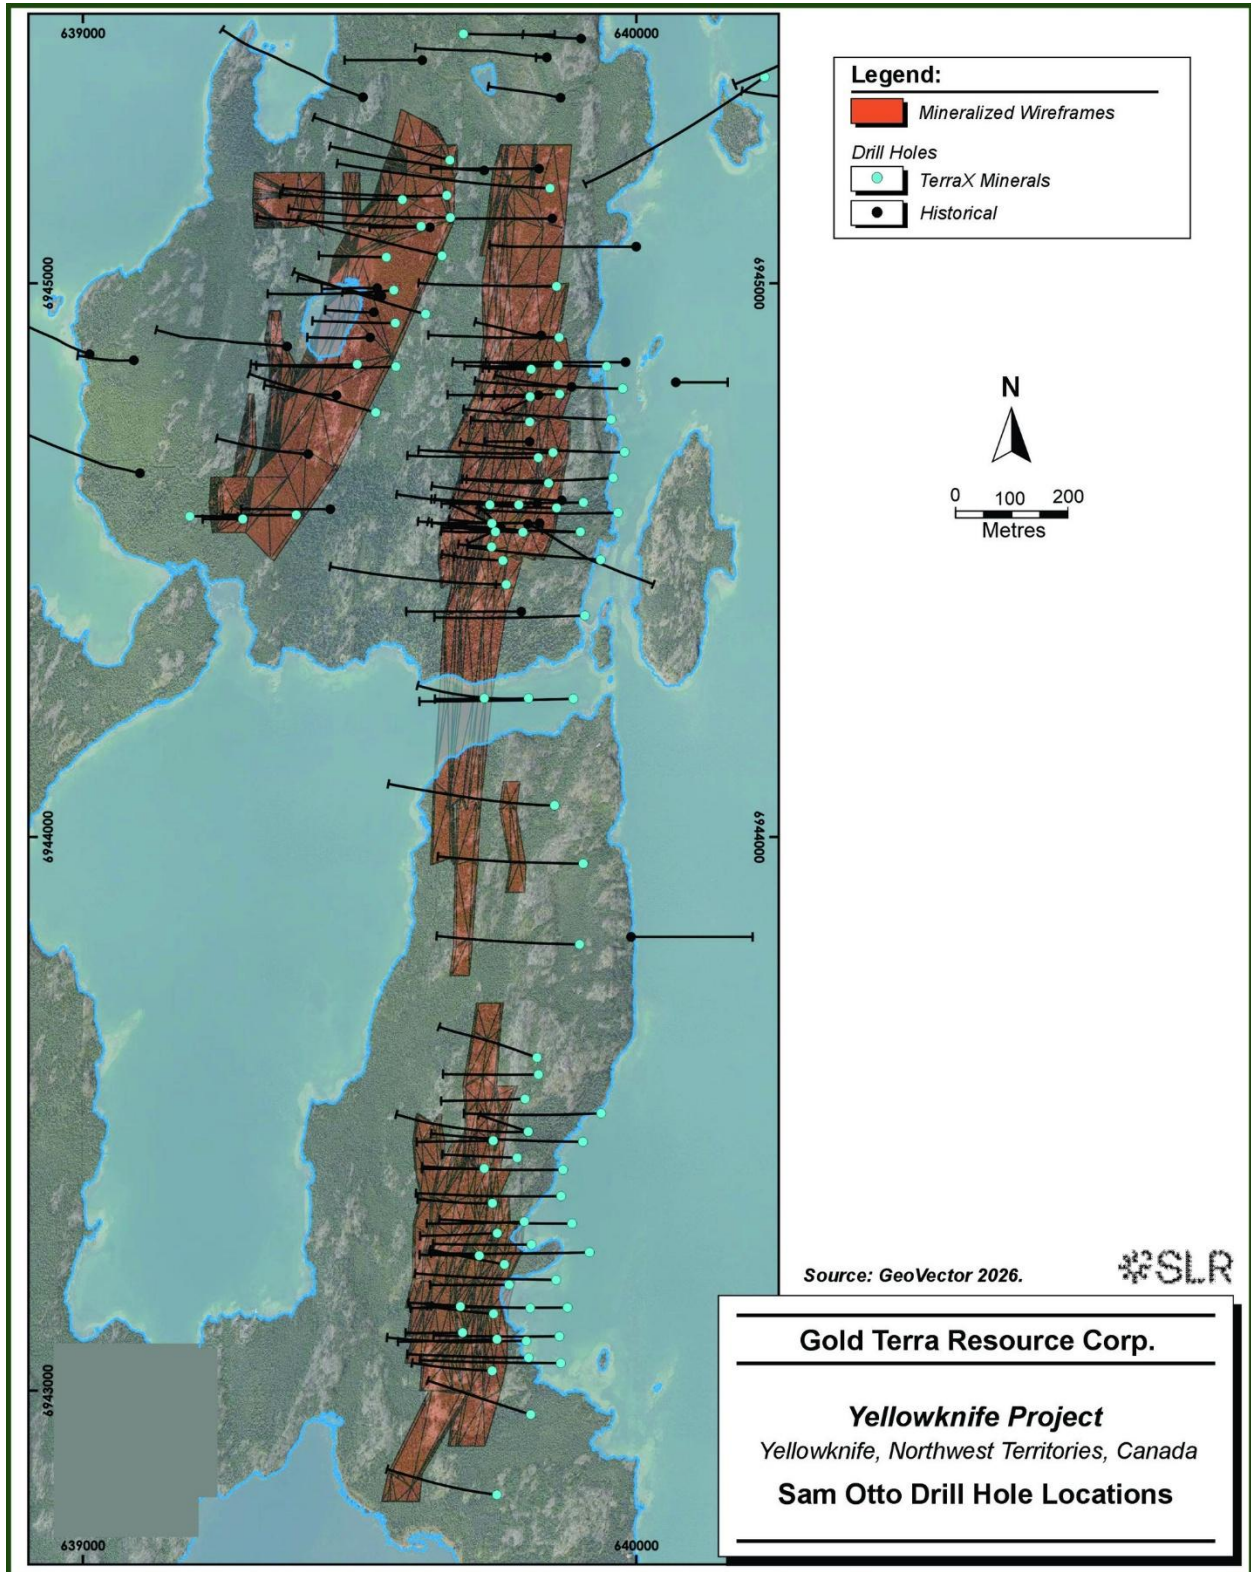 639000
640000
Legend:
Mineralized Wireframes
Drill Holes
TerraX Minerals
Historical
6945000
6945000
N
0 100 200
Metres
6944000
6944000
6943000
Source: GeoVector 2026.
SLR
Gold Terra Resource Corp.
Yellowknife Project
Yellowknife, Northwest Territories, Canada
Sam Otto Drill Hole Locations
639000
640000